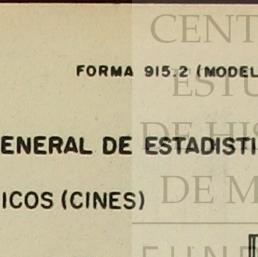 FORMA 915.2 (MODEL
ENERAL DE ESTADISTI
ICOS (CINES)
CENT
ESTU
DE HIS
DE M